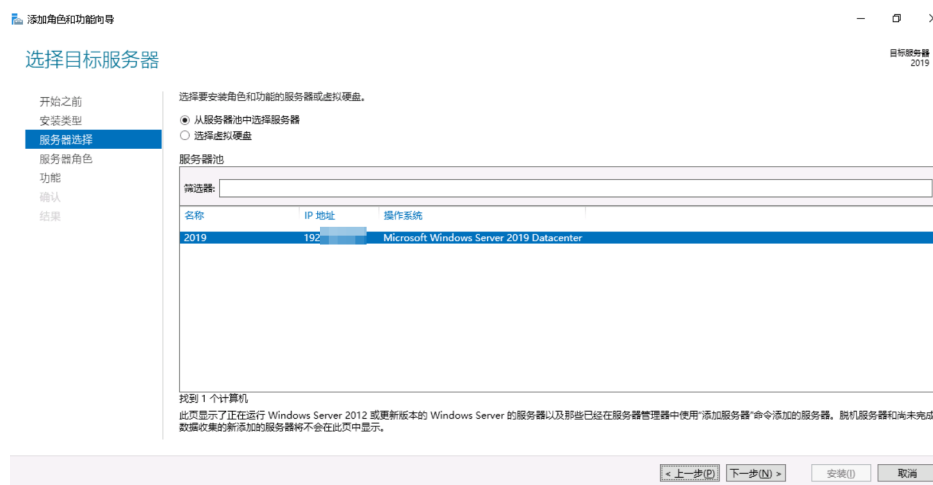 添加角色和功能向导
选择目标服务器
目标服务器
2019
开始之前
安装类型
服务器选择
服务器角色
功能
确认
结果
选择要安装角色和功能的服务器或虚拟硬盘。
从服务器池中选择服务器
选择虚拟硬盘
服务器池
筛选器:
名称 IP 地址 操作系统
2019 192 Microsoft Windows Server 2019 Datacenter
找到 1 个计算机
此页显示了正在运行 Windows Server 2012 或更新版本的 Windows Server 的服务器以及那些已经在服务器管理器中使用"添加服务器"命令添加的服务器。脱机服务器和尚未完成
数据收集的新添加的服务器将不会在此页中显示。
< 上一步(P) 下一步(N) > 安装(I) 取消